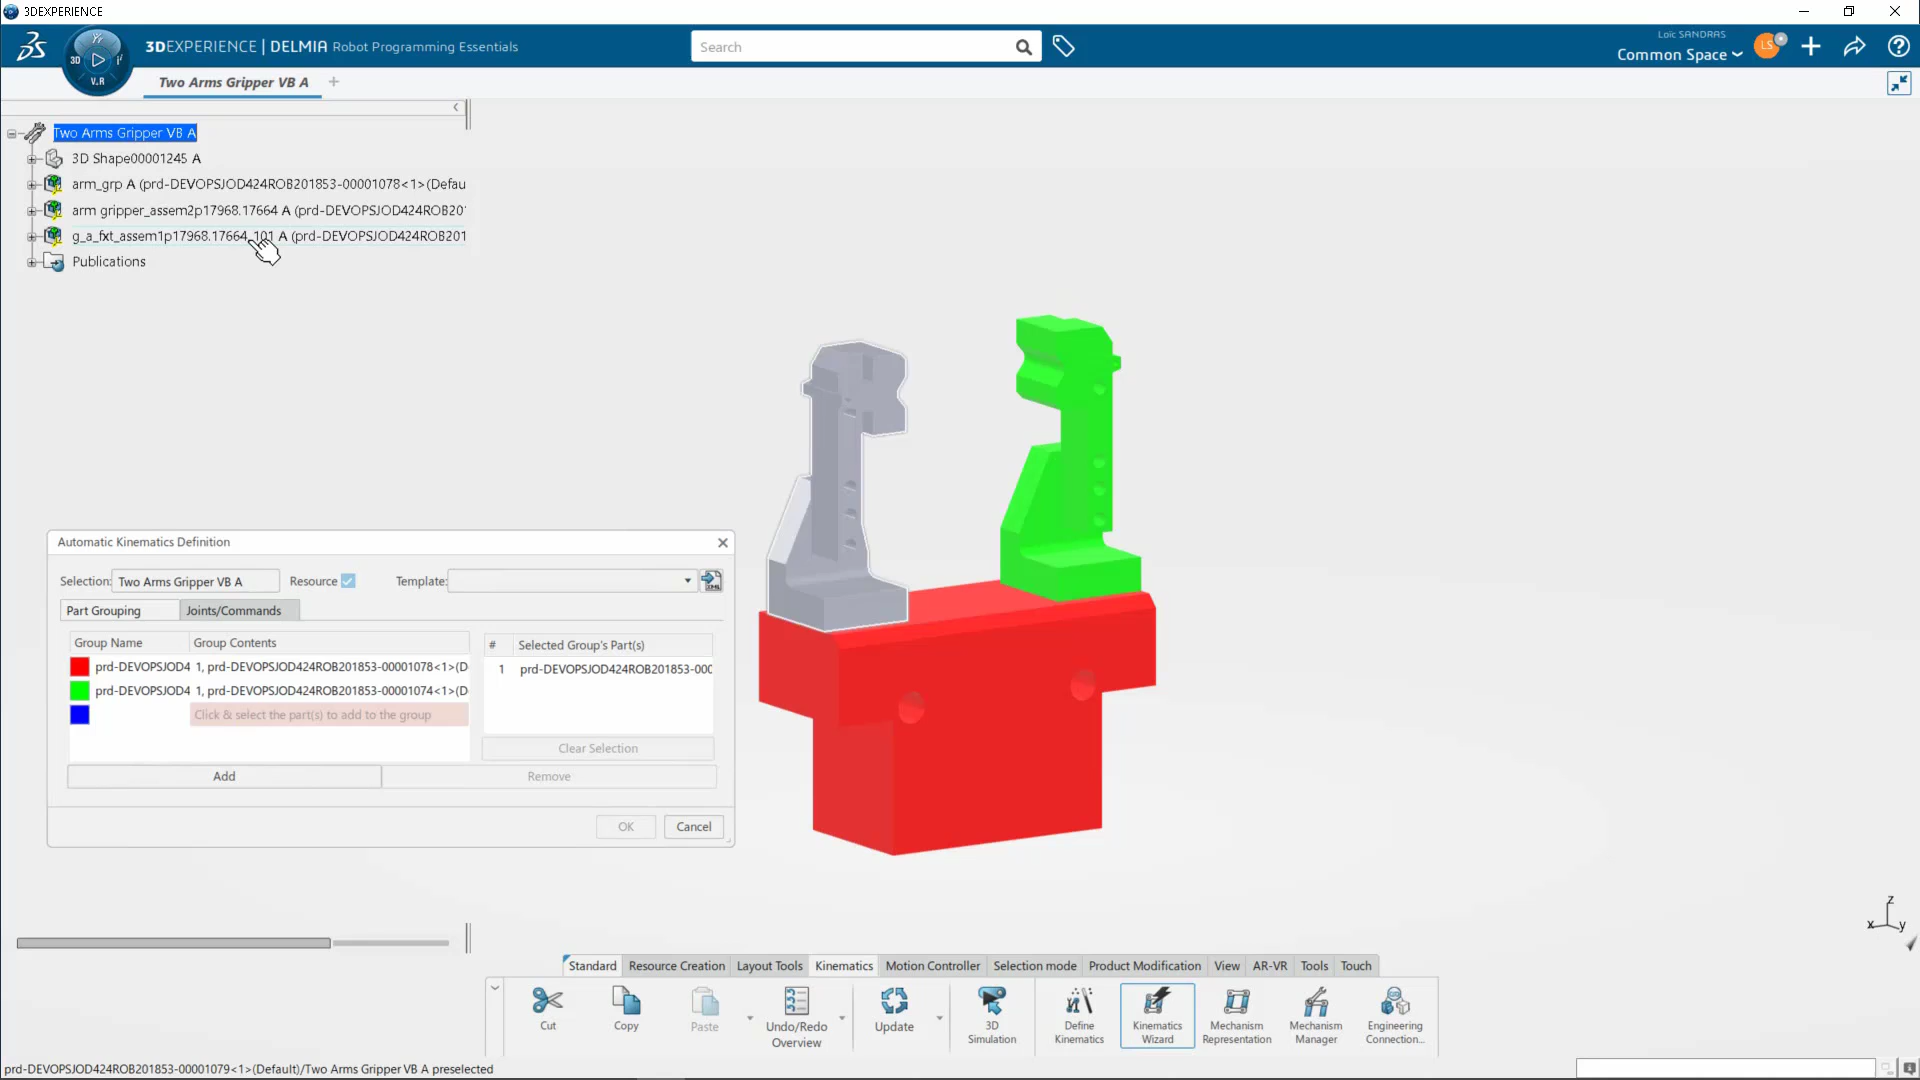 3DEXPERIENCE
3DEXPERIENCE | DELMIA Robot Programming Essentials
Search
Loïc SANDRAS
Common Space
LS
3D
V.R
Two Arms Gripper VB A
Two Arms Gripper VB A
3D Shape00001245 A
arm_grp A (prd-DEVOPSJOD424ROB201853-00001078<1>(Defau
arm gripper_assem2p17968.17664 A (prd-DEVOPSJOD424ROB20
g_a_fxt_assem1p17968.17664_101 A (prd-DEVOPSJOD424ROB201
Publications
Automatic Kinematics Definition
Selection: Two Arms Gripper VB A Resource Template:
Part Grouping Joints/Commands
Group Name Group Contents
# Selected Group's Part(s)
prd-DEVOPSJOD4 1, prd-DEVOPSJOD424ROB201853-00001078<1>(D
1 prd-DEVOPSJOD424ROB201853-000
prd-DEVOPSJOD4 1, prd-DEVOPSJOD424ROB201853-00001074<1>(D
Click & select the part(s) to add to the group
Clear Selection
Add Remove
OK Cancel
z
x y
Standard Resource Creation Layout Tools Kinematics Motion Controller Selection mode Product Modification View AR-VR Tools Touch
Cut
Copy
Paste
Undo/Redo Overview
Update
3D Simulation
Define Kinematics
Kinematics Wizard
Mechanism Representation
Mechanism Manager
Engineering Connection...
prd-DEVOPSJOD424ROB201853-00001079<1>(Default)/Two Arms Gripper VB A preselected